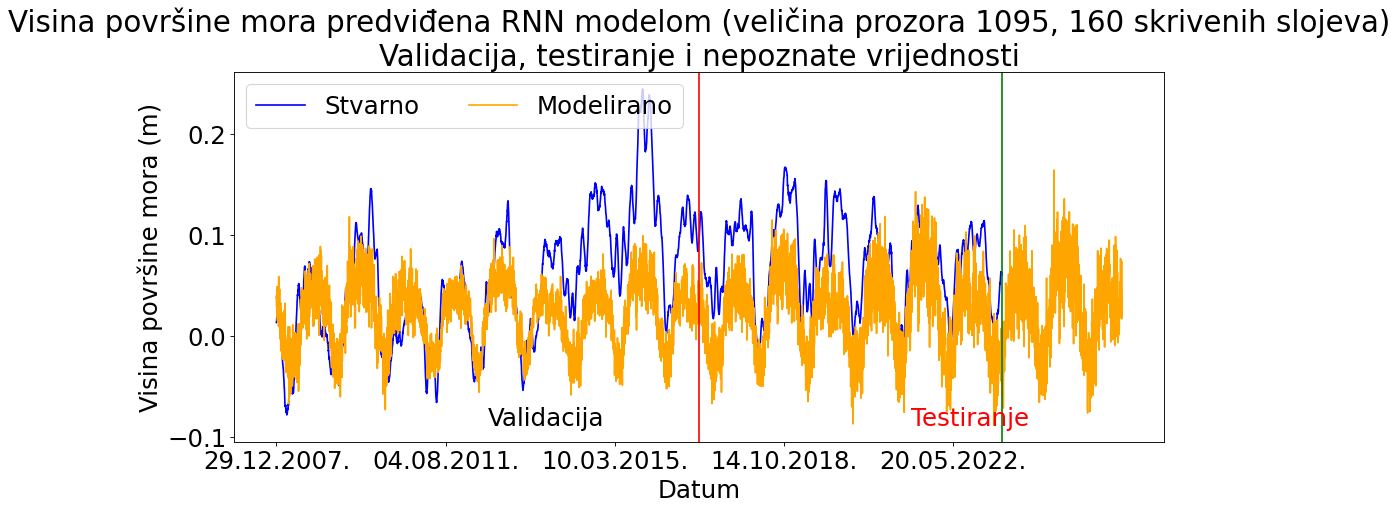 Visina površine mora predviđena RNN modelom (veličina prozora 1095, 160 skrivenih slojeva)
Validacija, testiranje i nepoznate vrijednosti
Stvarno
Modelirano
Visina površine mora (m)
0.2
0.1
0.0
−0.1
Validacija
Testiranje
29.12.2007.
04.08.2011.
10.03.2015.
14.10.2018.
20.05.2022.
Datum